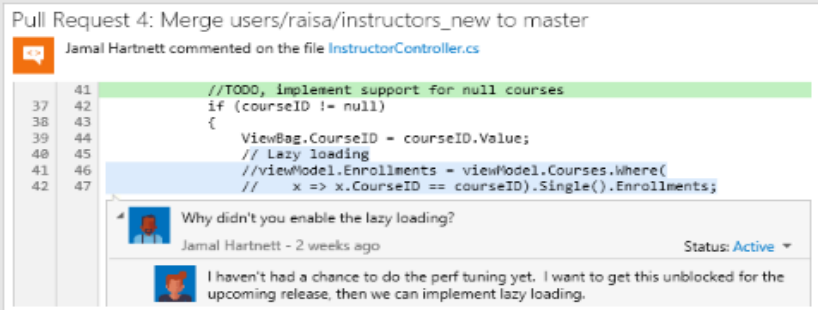 Pull Request 4: Merge users/raisa/instructors_new to master
Jamal Hartnett commented on the file InstructorController.cs
41 //TODO, implement support for null courses
37 42 if (courseID != null)
38 43 {
39 44 ViewBag.CourseID = courseID.Value;
40 45 // Lazy loading
41 46 //viewModel.Enrollments = viewModel.Courses.Where(
42 47 // x => x.CourseID == courseID).Single().Enrollments;
Why didn't you enable the lazy loading?
Jamal Hartnett - 2 weeks ago Status: Active
I haven't had a chance to do the perf tuning yet. I want to get this unblocked for the
upcoming release, then we can implement lazy loading.